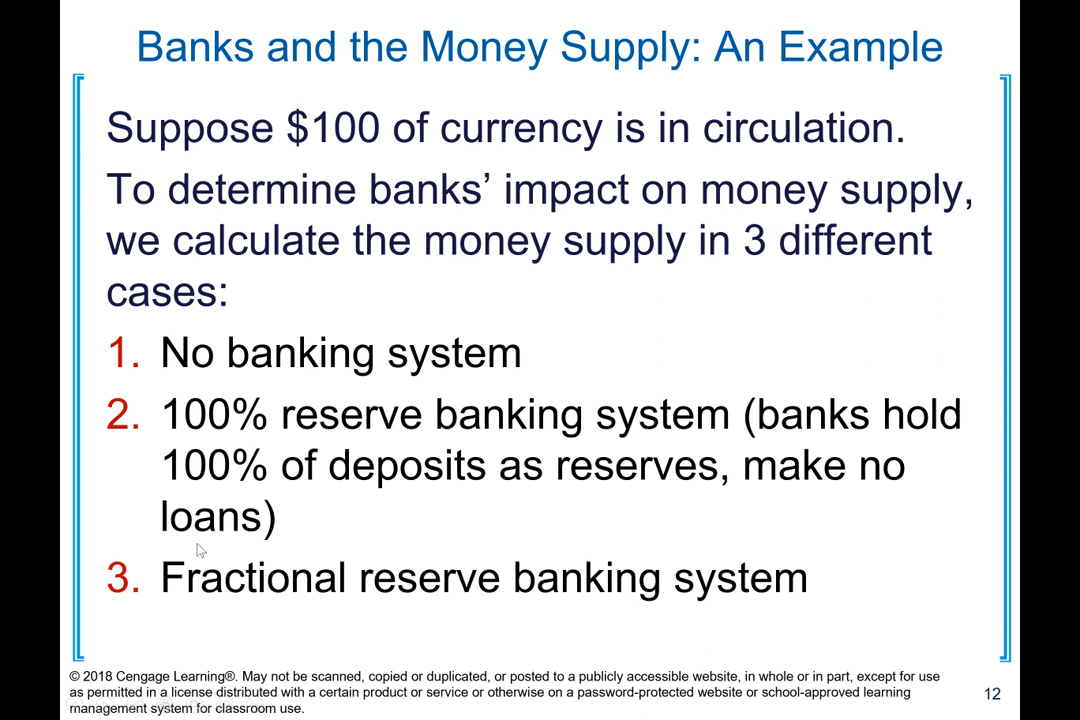 Banks and the Money Supply: An Example
Suppose $100 of currency is in circulation.
To determine banks’ impact on money supply,
we calculate the money supply in 3 different
cases:
1. No banking system
2. 100% reserve banking system (banks hold
100% of deposits as reserves, make no
loans)
3. Fractional reserve banking system
© 2018 Cengage Learning®. May not be scanned, copied or duplicated, or posted to a publicly accessible website, in whole or in part, except for use
as permitted in a license distributed with a certain product or service or otherwise on a password-protected website or school-approved learning
management system for classroom use.
12